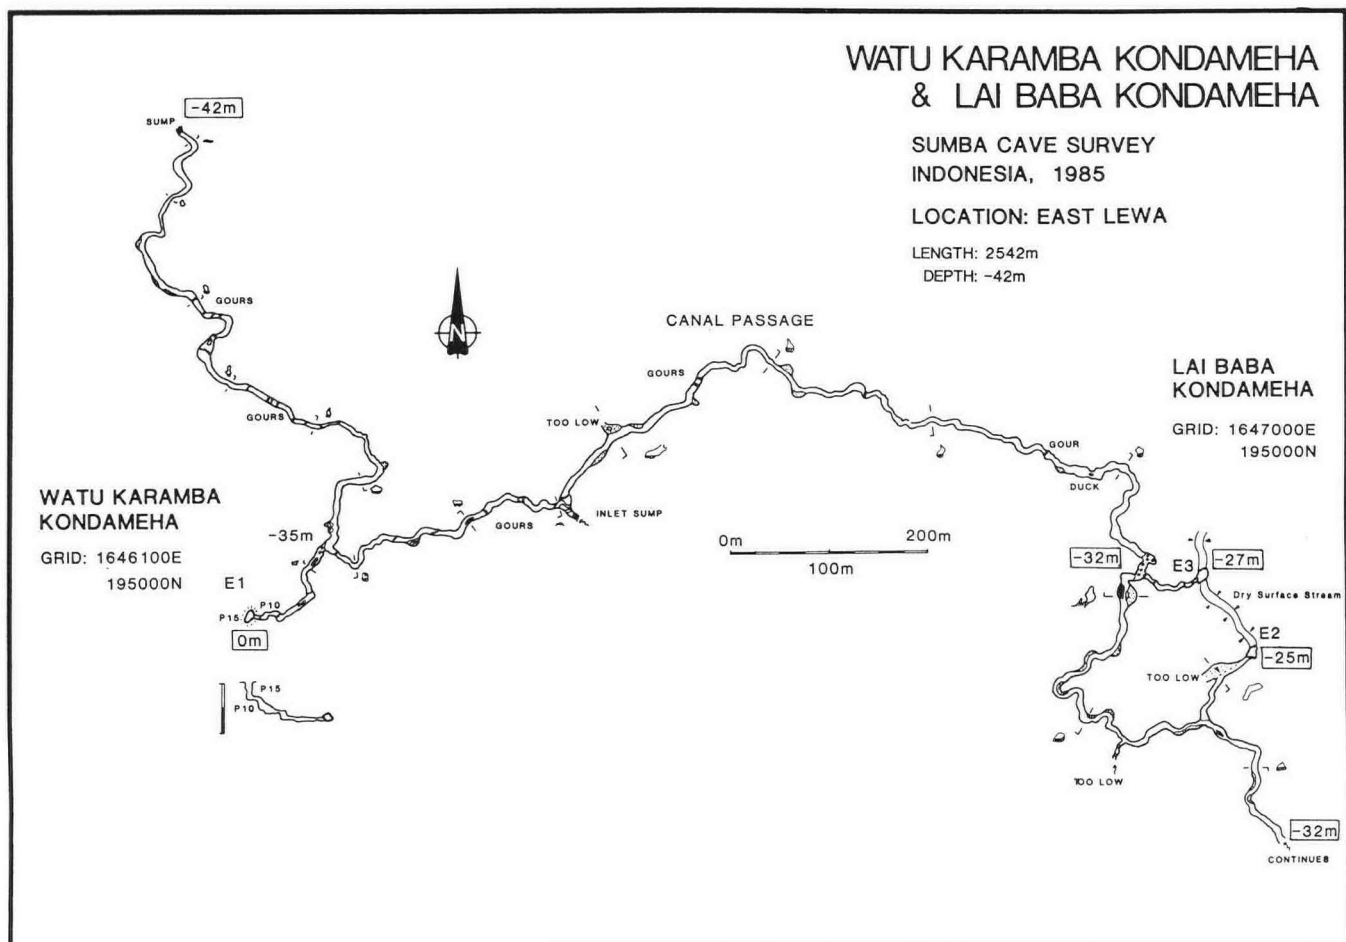 WATU KARAMBA KONDAMEHA
& LAI BABA KONDAMEHA
SUMBA CAVE SURVEY
INDONESIA, 1985
LOCATION: EAST LEWA
LENGTH: 2542m
DEPTH: -42m
-42m
SUMP
GOURS
N
CANAL PASSAGE
GOURS
LAI BABA
KONDAMEHA
GRID: 1647000E
195000N
GOURS
TOO LOW
GOUR
DUCK
WATU KARAMBA
KONDAMEHA
GRID: 1646100E
195000N
-35m
GOURS
INLET SUMP
0m
200m
100m
-32m
E3
-27m
E1
P10
P15
0m
Dry Surface Stream
E2
-25m
TOO LOW
P15
P10
TOO LOW
-32m
CONTINUES